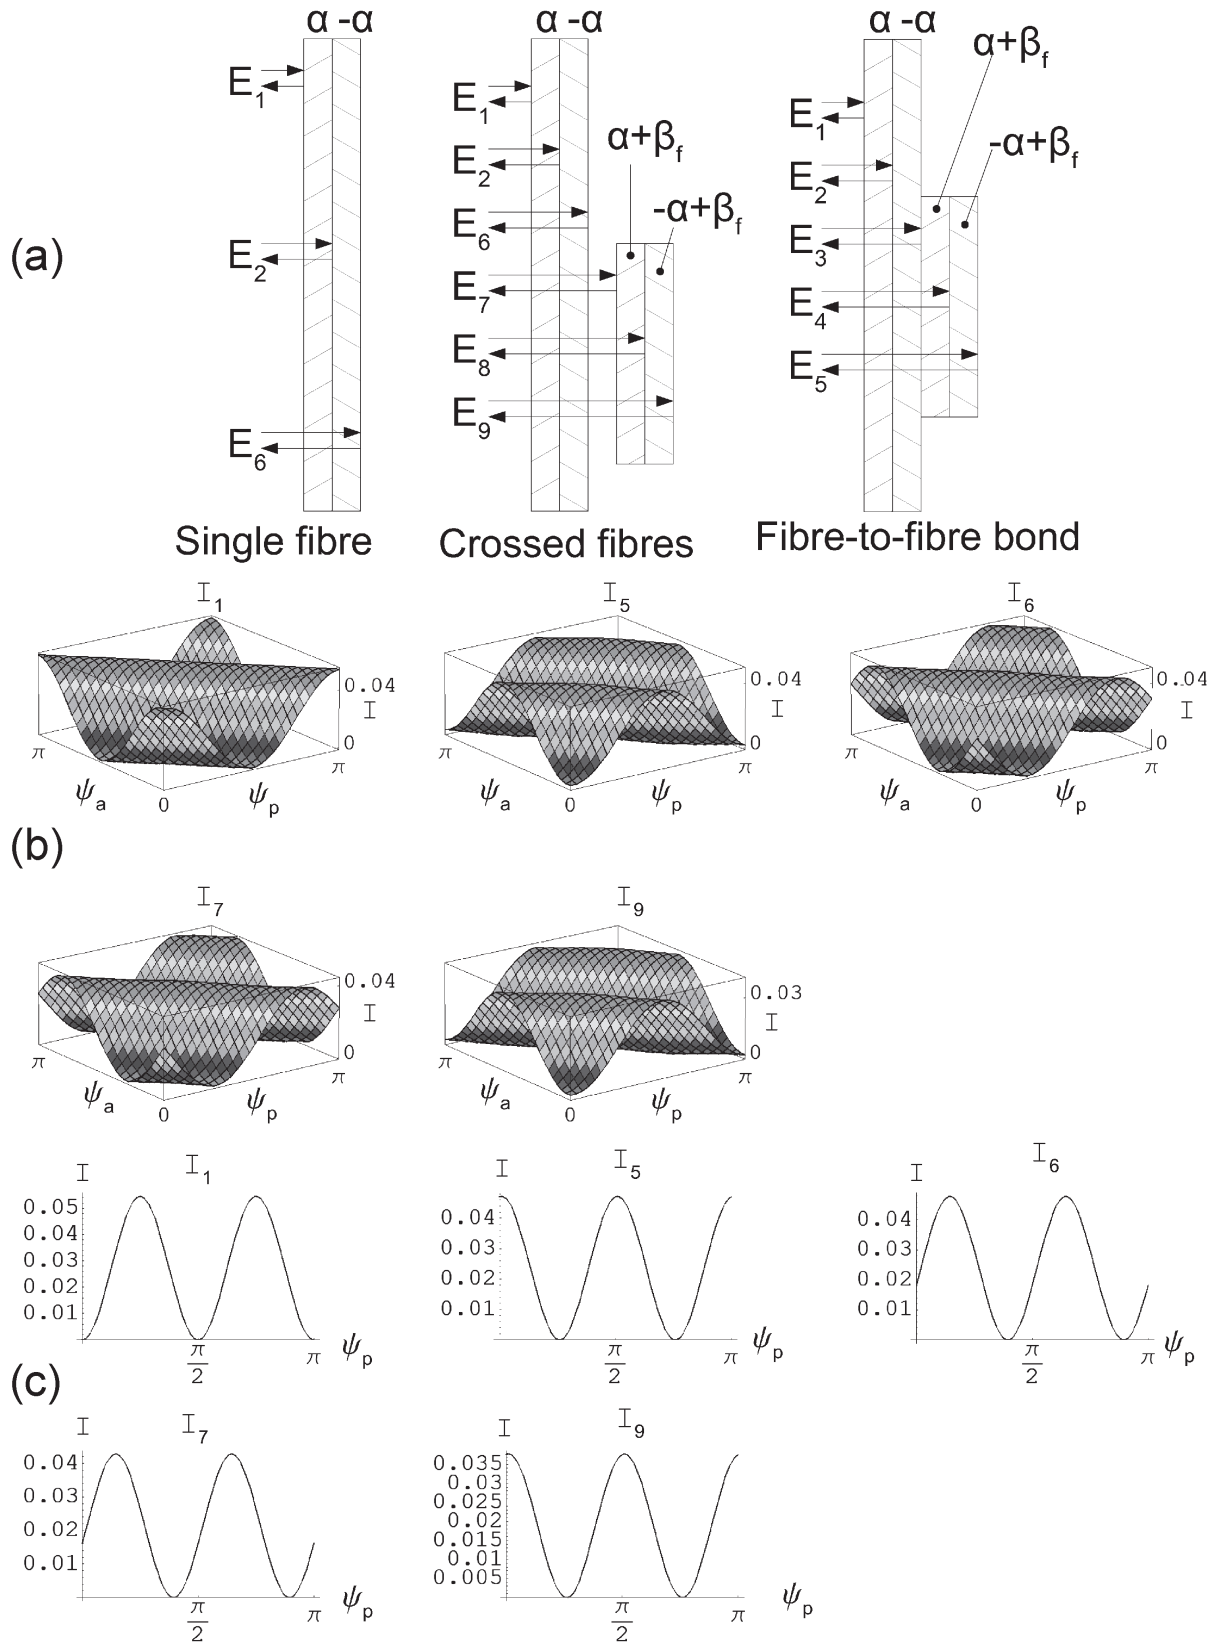 α -α
α -α
α -α
α+βf
E1
E1
E1
α+βf
-α+βf
E2
E2
-α+βf
(a)
E2
E6
E3
E7
E4
E8
E5
E9
E6
Single fibre
Crossed fibres
Fibre-to-fibre bond
I1
I5
I6
0.04
I
0
π
π
ψa
ψp
0
0.04
I
0
π
π
ψa
ψp
0
0.04
I
0
π
π
ψa
ψp
0
(b)
I7
I9
0.04
I
0
π
π
ψa
ψp
0
0.03
I
0
π
π
ψa
ψp
0
I
I1
0.05
0.04
0.03
0.02
0.01
π/2
π
ψp
I
I5
0.04
0.03
0.02
0.01
π/2
π
ψp
I
I6
0.04
0.03
0.02
0.01
π/2
π
ψp
(c)
I
I7
0.04
0.03
0.02
0.01
π/2
π
ψp
I
I9
0.035
0.03
0.025
0.02
0.015
0.01
0.005
π/2
π
ψp